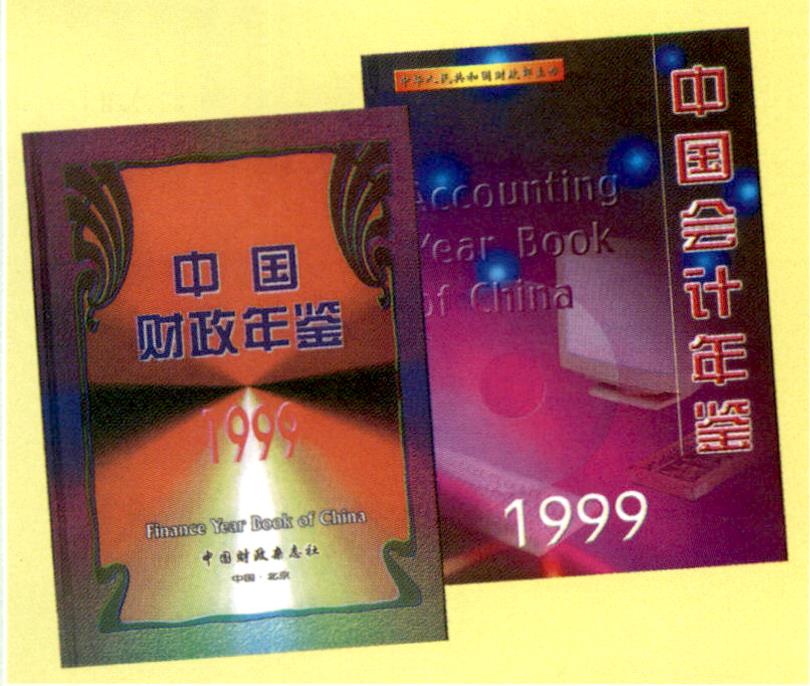 中国
财政年鉴
1999
Finance Year Book of China
中国财政杂志社
中国·北京
中华人民共和国财政部主办
中国会计年鉴
Accounting
Year Book
of China
1999